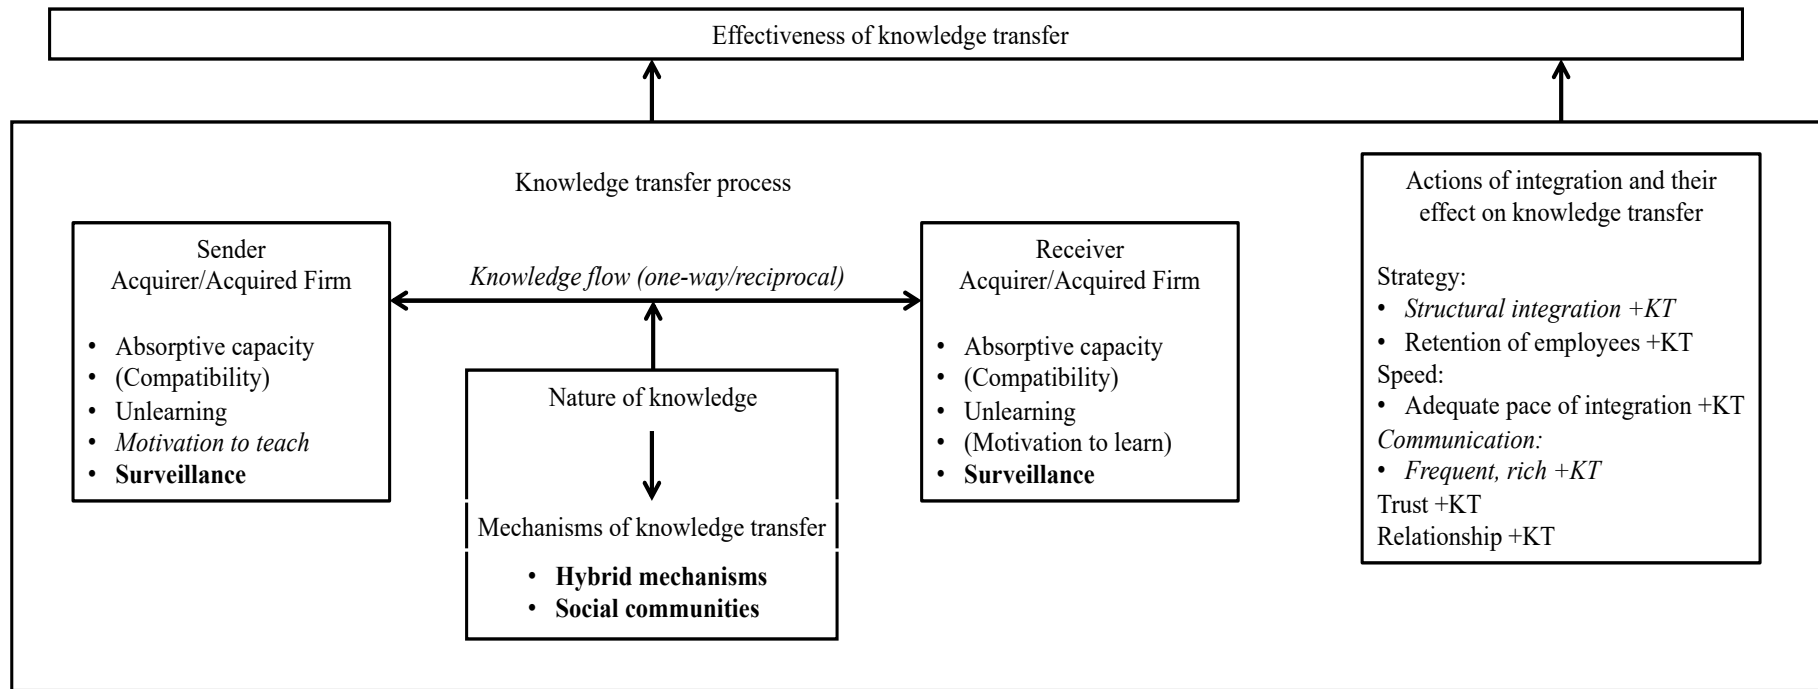 Effectiveness of knowledge transfer
Knowledge transfer process
Sender
Acquirer/Acquired Firm
• Absorptive capacity
• (Compatibility)
• Unlearning
• Motivation to teach
• Surveillance
Knowledge flow (one-way/reciprocal)
Nature of knowledge
Mechanisms of knowledge transfer
• Hybrid mechanisms
• Social communities
Receiver
Acquirer/Acquired Firm
• Absorptive capacity
• (Compatibility)
• Unlearning
• (Motivation to learn)
• Surveillance
Actions of integration and their
effect on knowledge transfer
Strategy:
• Structural integration +KT
• Retention of employees +KT
Speed:
• Adequate pace of integration +KT
Communication:
• Frequent, rich +KT
Trust +KT
Relationship +KT